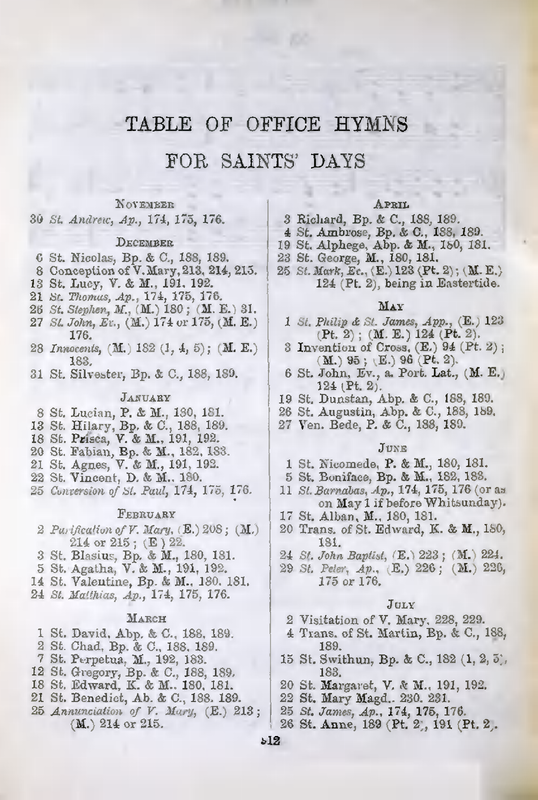 TABLE OF OFFICE HYMNS
FOR SAINTS' DAYS
NOVEMBER
30 St. Andrew, Ap., 174, 175, 176.
DECEMBER
6 St. Nicolas, Bp. & C., 188, 189.
8 Conception of V. Mary, 213, 214, 215.
13 St. Lucy, V. & M., 191, 192.
21 St. Thomas, Ap., 174, 175, 176.
26 St. Stephen, M., (M.) 180 ; (M. E.) 31.
27 St. John, Ev., (M.) 174 or 175, (M. E.)
176.
28 Innocents, (M.) 182 (1, 4, 5); (M. E.)
183.
31 St. Silvester, Bp. & C., 188, 189.
JANUARY
8 St. Lucian, P. & M., 180, 181.
13 St. Hilary, Bp. & C., 188, 189.
18 St. Prisca, V. & M., 191, 192.
20 St. Fabian, Bp. & M., 182, 183.
21 St. Agnes, V. & M., 191, 192.
22 St. Vincent, D. & M.. 180.
25 Conversion of St. Paul, 174, 175, 176.
FEBRUARY
2 Purification of V. Mary, (E.) 208 ; (M.)
214 or 215 ; (E) 22.
3 St. Blasius, Bp. & M., 180, 181.
5 St. Agatha, V. & M., 191, 192.
14 St. Valentine, Bp. & M.. 180. 181.
24 St. Matthias, Ap., 174, 175, 176.
MARCH
1 St. David, Abp. & C., 188, 189.
2 St. Chad, Bp. & C., 188, 189.
7 St. Perpetua, M., 192, 183.
12 St. Gregory, Bp. & C., 188, 189.
18 St. Edward, K. & M.. 180, 181.
21 St. Benedict, Ab. & C., 188. 189.
25 Annunciation of V. Mary, (E.) 213 ;
(M.) 214 or 215.
APRIL
3 Richard, Bp. & C., 188, 189.
4 St. Ambrose, Bp. & C., 188, 189.
19 St. Alphege, Abp. & M., 180, 181.
23 St. George, M., 180, 181.
25 St. Mark, Ev., (E.) 123 (Pt. 2); (M. E.)
124 (Pt. 2), being in Eastertide.
MAY
1 St. Philip & St. James, App., (E.) 123
(Pt. 2) ; (M. E.) 124 (Pt. 2).
3 Invention of Cross, (E.) 94 (Pt. 2) ;
(M.) 95 ; (E.) 96 (Pt. 2).
6 St. John, Ev., a. Port. Lat., (M. E.)
124 (Pt. 2).
19 St. Dunstan, Abp. & C., 188, 189.
26 St. Augustin, Abp. & C., 188, 189.
27 Ven. Bede, P. & C., 188, 189.
JUNE
1 St. Nicomede, P. & M., 180, 181.
5 St. Boniface, Bp. & M., 182, 183.
11 St. Barnabas, Ap., 174, 175, 176 (or as
on May 1 if before Whitsunday).
17 St. Alban, M.. 180, 181.
20 Trans. of St. Edward, K. & M., 180,
181.
24 St. John Baptist, (E.) 223 ; (M.) 224.
29 St. Peter, Ap., (E.) 226 ; (M.) 226,
175 or 176.
JULY
2 Visitation of V. Mary, 228, 229.
4 Trans. of St. Martin, Bp. & C., 188,
189.
15 St. Swithun, Bp. & C., 182 (1, 2, 5),
183.
20 St. Margaret, V. & M., 191, 192.
22 St. Mary Magd.. 230. 231.
25 St. James, Ap., 174, 175, 176.
26 St. Anne, 189 (Pt. 2), 191 (Pt. 2).